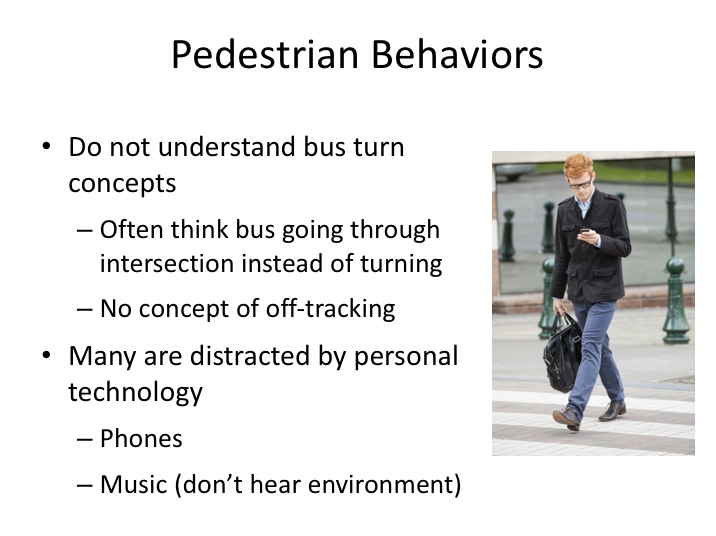 Pedestrian Behaviors
• Do not understand bus turn
concepts
– Often think bus going through
intersection instead of turning
– No concept of off-tracking
• Many are distracted by personal
technology
– Phones
– Music (don’t hear environment)